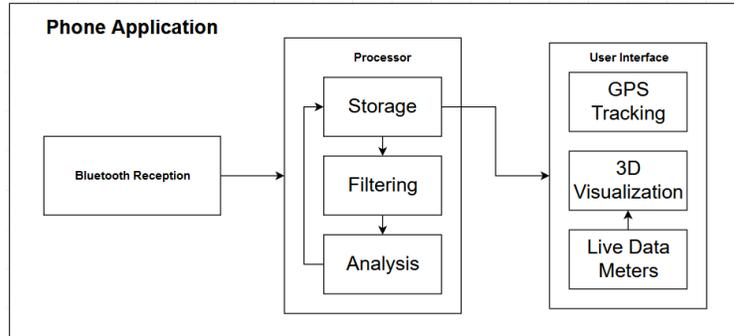 Phone Application
Processor
User Interface
Storage
GPS
Tracking
Bluetooth Reception
Filtering
3D
Visualization
Analysis
Live Data
Meters